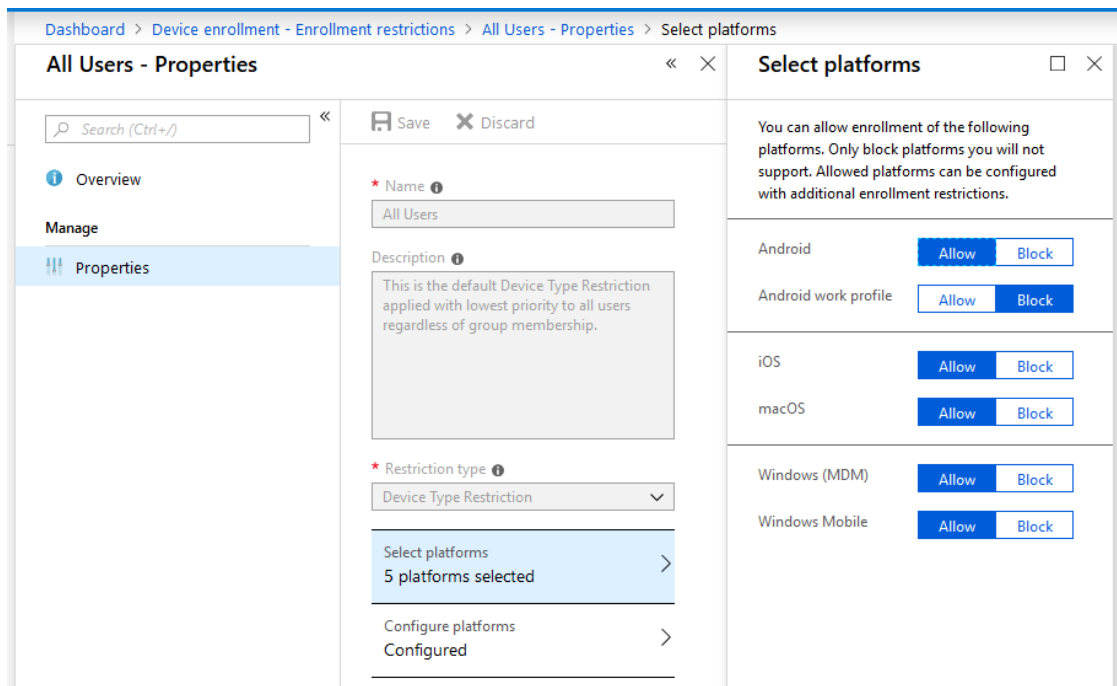 Dashboard > Device enrollment - Enrollment restrictions > All Users - Properties > Select platforms
All Users - Properties
Search (Ctrl+/)
Overview
Manage
Properties
Save Discard
* Name
All Users
Description
This is the default Device Type Restriction
applied with lowest priority to all users
regardless of group membership.
* Restriction type
Device Type Restriction
Select platforms
5 platforms selected
Configure platforms
Configured
Select platforms
You can allow enrollment of the following
platforms. Only block platforms you will not
support. Allowed platforms can be configured
with additional enrollment restrictions.
Android Allow Block
Android work profile Allow Block
iOS Allow Block
macOS Allow Block
Windows (MDM) Allow Block
Windows Mobile Allow Block